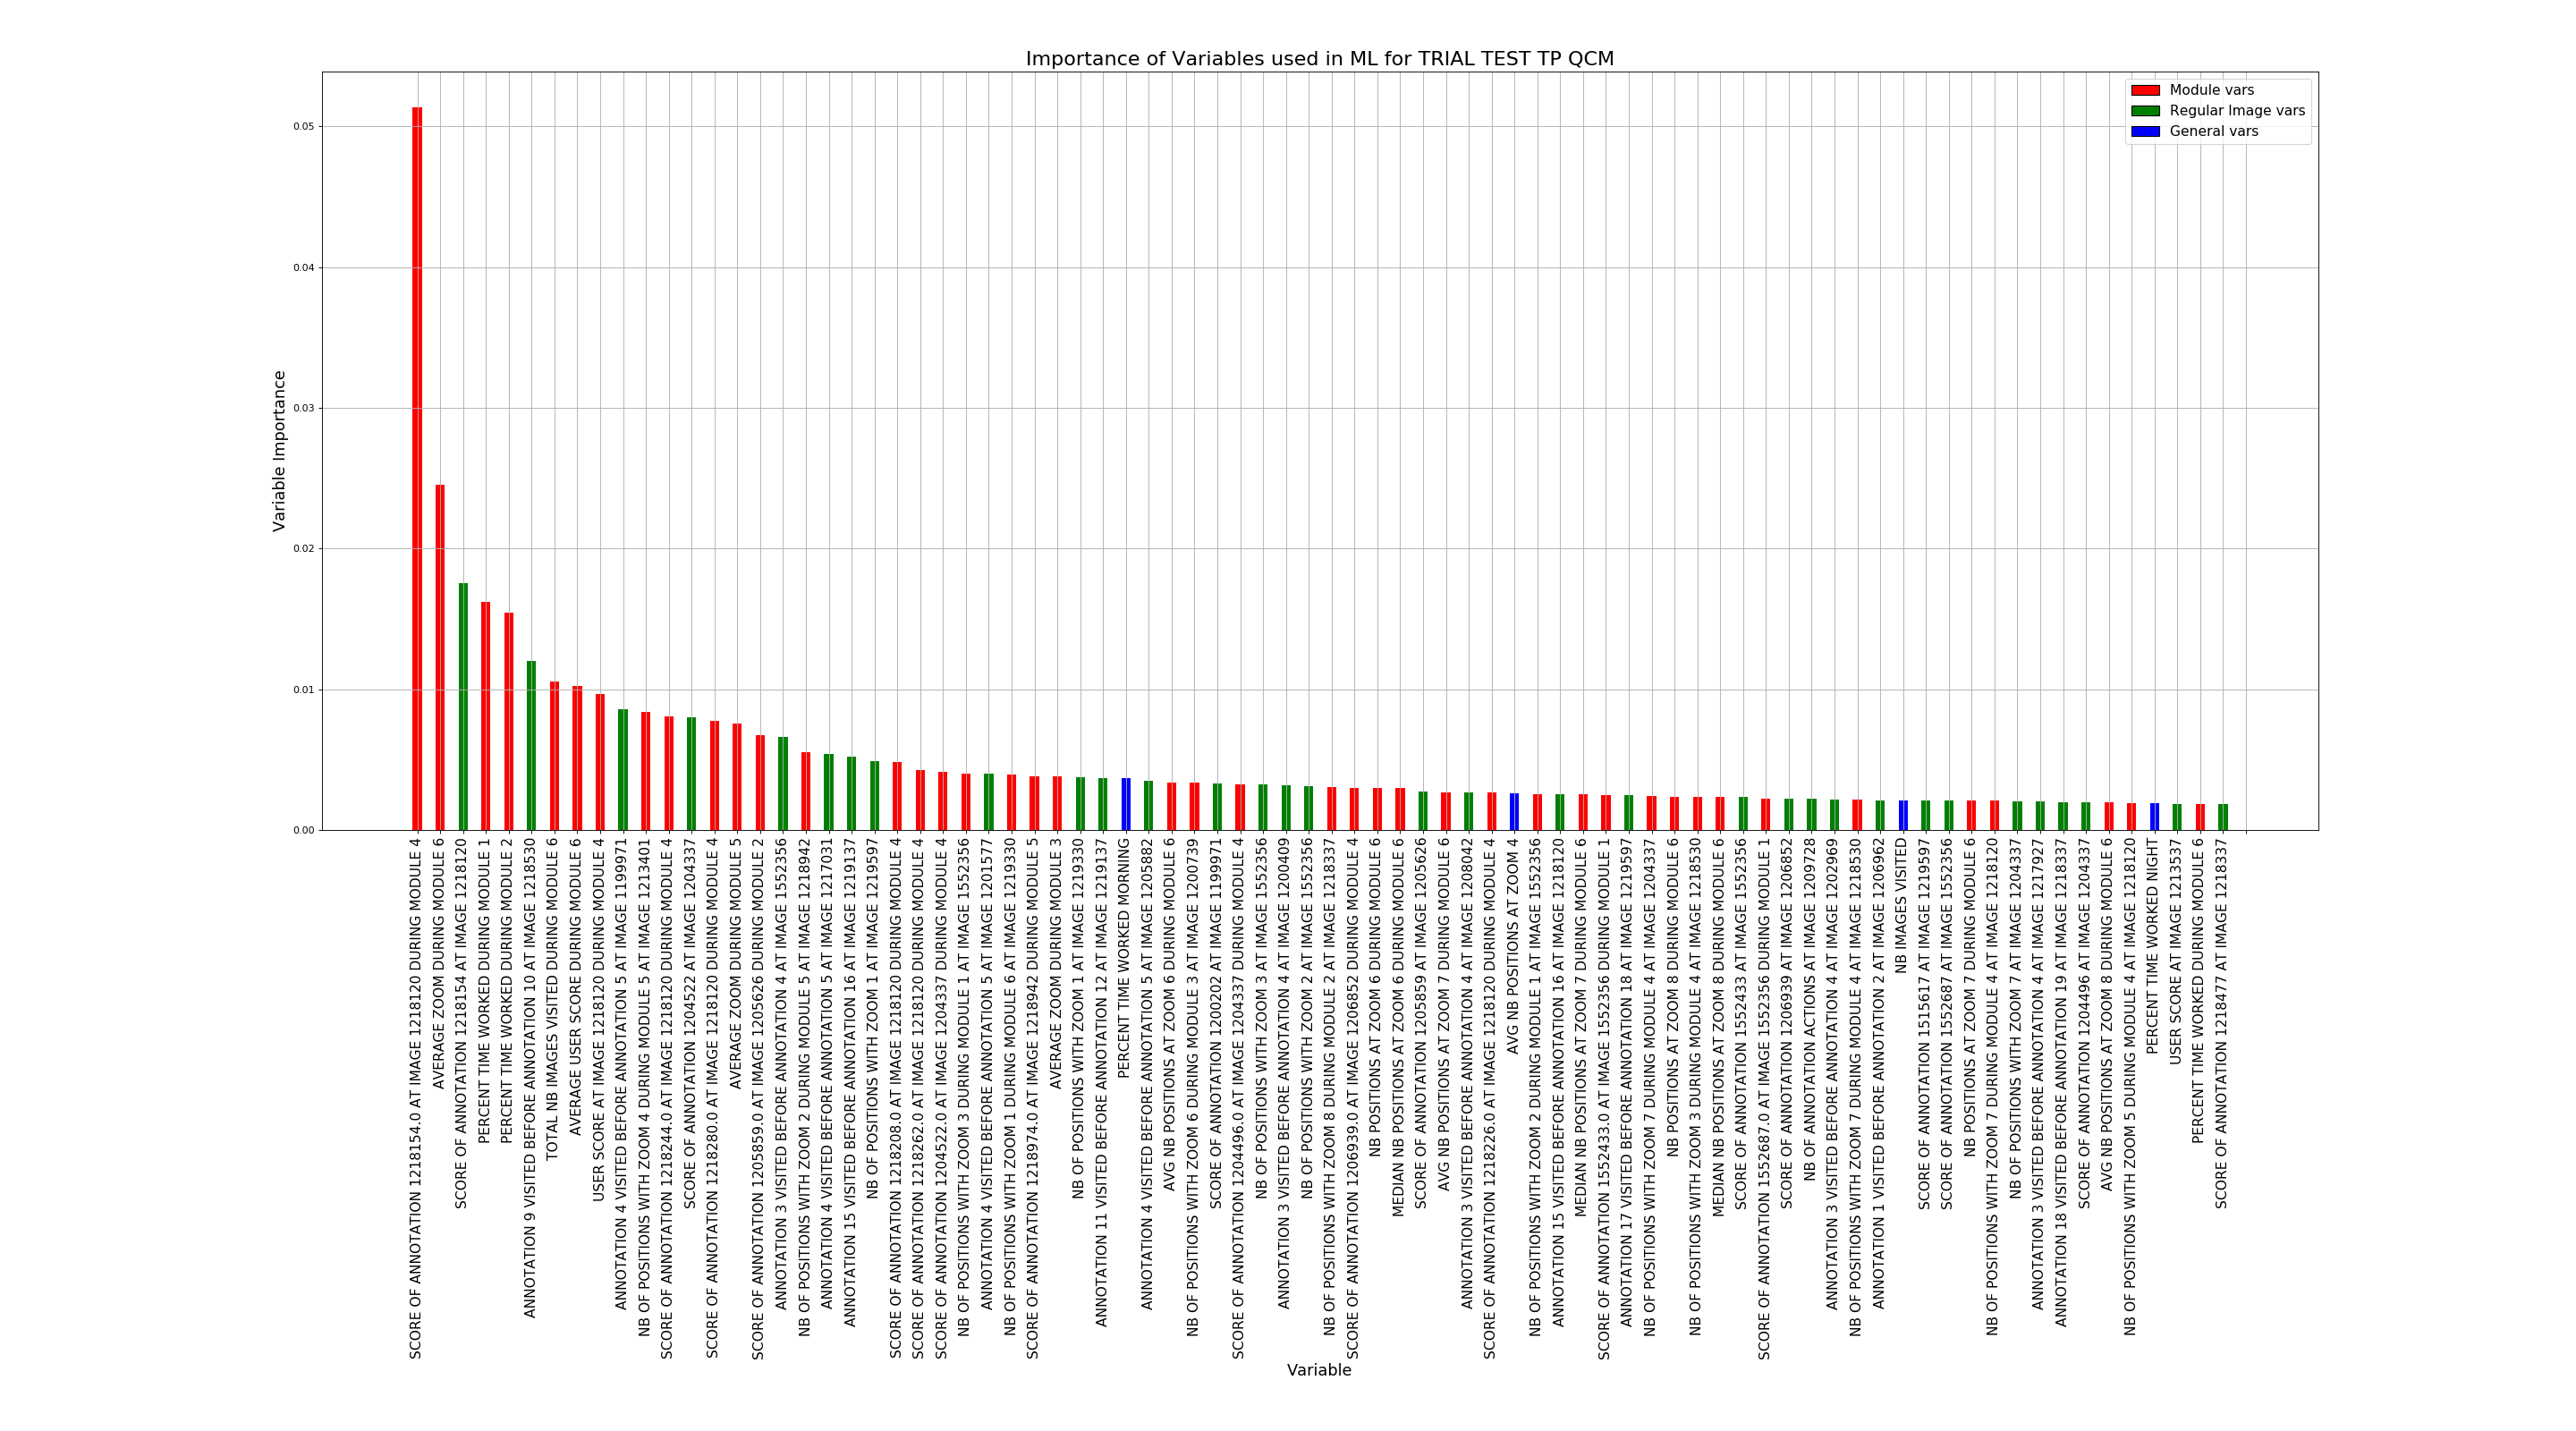 Importance of Variables used in ML for TRIAL TEST TP QCM
Module vars
Regular Image vars
General vars
Variable Importance
0.05
0.04
0.03
0.02
0.01
0.00
SCORE OF ANNOTATION 1218154.0 AT IMAGE 1218120 DURING MODULE 4
AVERAGE ZOOM DURING MODULE 6
SCORE OF ANNOTATION 1218154 AT IMAGE 1218120
PERCENT TIME WORKED DURING MODULE 1
PERCENT TIME WORKED DURING MODULE 2
ANNOTATION 9 VISITED BEFORE ANNOTATION 10 AT IMAGE 1218530
TOTAL NB IMAGES VISITED DURING MODULE 6
AVERAGE USER SCORE DURING MODULE 6
USER SCORE AT IMAGE 1218120 DURING MODULE 4
ANNOTATION 4 VISITED BEFORE ANNOTATION 5 AT IMAGE 1199971
NB OF POSITIONS WITH ZOOM 4 DURING MODULE 5 AT IMAGE 1213401
SCORE OF ANNOTATION 1218244.0 AT IMAGE 1218120 DURING MODULE 4
SCORE OF ANNOTATION 1204522 AT IMAGE 1204337
SCORE OF ANNOTATION 1218280.0 AT IMAGE 1218120 DURING MODULE 4
AVERAGE ZOOM DURING MODULE 5
SCORE OF ANNOTATION 1205859.0 AT IMAGE 1205626 DURING MODULE 2
ANNOTATION 3 VISITED BEFORE ANNOTATION 4 AT IMAGE 1552356
NB OF POSITIONS WITH ZOOM 2 DURING MODULE 5 AT IMAGE 1218942
ANNOTATION 4 VISITED BEFORE ANNOTATION 5 AT IMAGE 1217031
ANNOTATION 15 VISITED BEFORE ANNOTATION 16 AT IMAGE 1219137
NB OF POSITIONS WITH ZOOM 1 AT IMAGE 1219597
SCORE OF ANNOTATION 1218208.0 AT IMAGE 1218120 DURING MODULE 4
SCORE OF ANNOTATION 1218262.0 AT IMAGE 1218120 DURING MODULE 4
SCORE OF ANNOTATION 1204522.0 AT IMAGE 1204337 DURING MODULE 4
NB OF POSITIONS WITH ZOOM 3 DURING MODULE 1 AT IMAGE 1552356
ANNOTATION 4 VISITED BEFORE ANNOTATION 5 AT IMAGE 1201577
NB OF POSITIONS WITH ZOOM 1 DURING MODULE 6 AT IMAGE 1219330
SCORE OF ANNOTATION 1218974.0 AT IMAGE 1218942 DURING MODULE 5
AVERAGE ZOOM DURING MODULE 3
NB OF POSITIONS WITH ZOOM 1 AT IMAGE 1219330
ANNOTATION 11 VISITED BEFORE ANNOTATION 12 AT IMAGE 1219137
PERCENT TIME WORKED MORNING
ANNOTATION 4 VISITED BEFORE ANNOTATION 5 AT IMAGE 1205882
AVG NB POSITIONS AT ZOOM 6 DURING MODULE 6
NB OF POSITIONS WITH ZOOM 6 DURING MODULE 3 AT IMAGE 1200739
SCORE OF ANNOTATION 1200202 AT IMAGE 1199971
SCORE OF ANNOTATION 1204496.0 AT IMAGE 1204337 DURING MODULE 4
NB OF POSITIONS WITH ZOOM 3 AT IMAGE 1552356
ANNOTATION 3 VISITED BEFORE ANNOTATION 4 AT IMAGE 1200409
NB OF POSITIONS WITH ZOOM 2 AT IMAGE 1552356
NB OF POSITIONS WITH ZOOM 8 DURING MODULE 2 AT IMAGE 1218337
SCORE OF ANNOTATION 1206939.0 AT IMAGE 1206852 DURING MODULE 4
NB POSITIONS AT ZOOM 6 DURING MODULE 6
MEDIAN NB POSITIONS AT ZOOM 6 DURING MODULE 6
SCORE OF ANNOTATION 1205859 AT IMAGE 1205626
AVG NB POSITIONS AT ZOOM 7 DURING MODULE 6
ANNOTATION 3 VISITED BEFORE ANNOTATION 4 AT IMAGE 1208042
SCORE OF ANNOTATION 1218226.0 AT IMAGE 1218120 DURING MODULE 4
AVG NB POSITIONS AT ZOOM 4
NB OF POSITIONS WITH ZOOM 2 DURING MODULE 1 AT IMAGE 1552356
ANNOTATION 15 VISITED BEFORE ANNOTATION 16 AT IMAGE 1218120
MEDIAN NB POSITIONS AT ZOOM 7 DURING MODULE 6
SCORE OF ANNOTATION 1552433.0 AT IMAGE 1552356 DURING MODULE 1
ANNOTATION 17 VISITED BEFORE ANNOTATION 18 AT IMAGE 1219597
NB OF POSITIONS WITH ZOOM 7 DURING MODULE 4 AT IMAGE 1204337
NB POSITIONS AT ZOOM 8 DURING MODULE 6
NB OF POSITIONS WITH ZOOM 3 DURING MODULE 4 AT IMAGE 1218530
MEDIAN NB POSITIONS AT ZOOM 8 DURING MODULE 6
SCORE OF ANNOTATION 1552433 AT IMAGE 1552356
SCORE OF ANNOTATION 1552687.0 AT IMAGE 1552356 DURING MODULE 1
SCORE OF ANNOTATION 1206939 AT IMAGE 1206852
NB OF ANNOTATION ACTIONS AT IMAGE 1209728
ANNOTATION 3 VISITED BEFORE ANNOTATION 4 AT IMAGE 1202969
NB OF POSITIONS WITH ZOOM 7 DURING MODULE 4 AT IMAGE 1218530
ANNOTATION 1 VISITED BEFORE ANNOTATION 2 AT IMAGE 1206962
NB IMAGES VISITED
SCORE OF ANNOTATION 1515617 AT IMAGE 1219597
SCORE OF ANNOTATION 1552687 AT IMAGE 1552356
NB POSITIONS AT ZOOM 7 DURING MODULE 6
NB OF POSITIONS WITH ZOOM 7 DURING MODULE 4 AT IMAGE 1218120
NB OF POSITIONS WITH ZOOM 7 AT IMAGE 1204337
ANNOTATION 3 VISITED BEFORE ANNOTATION 4 AT IMAGE 1217927
ANNOTATION 18 VISITED BEFORE ANNOTATION 19 AT IMAGE 1218337
SCORE OF ANNOTATION 1204496 AT IMAGE 1204337
AVG NB POSITIONS AT ZOOM 8 DURING MODULE 6
NB OF POSITIONS WITH ZOOM 5 DURING MODULE 4 AT IMAGE 1218120
PERCENT TIME WORKED NIGHT
USER SCORE AT IMAGE 1213537
PERCENT TIME WORKED DURING MODULE 6
SCORE OF ANNOTATION 1218477 AT IMAGE 1218337
Variable